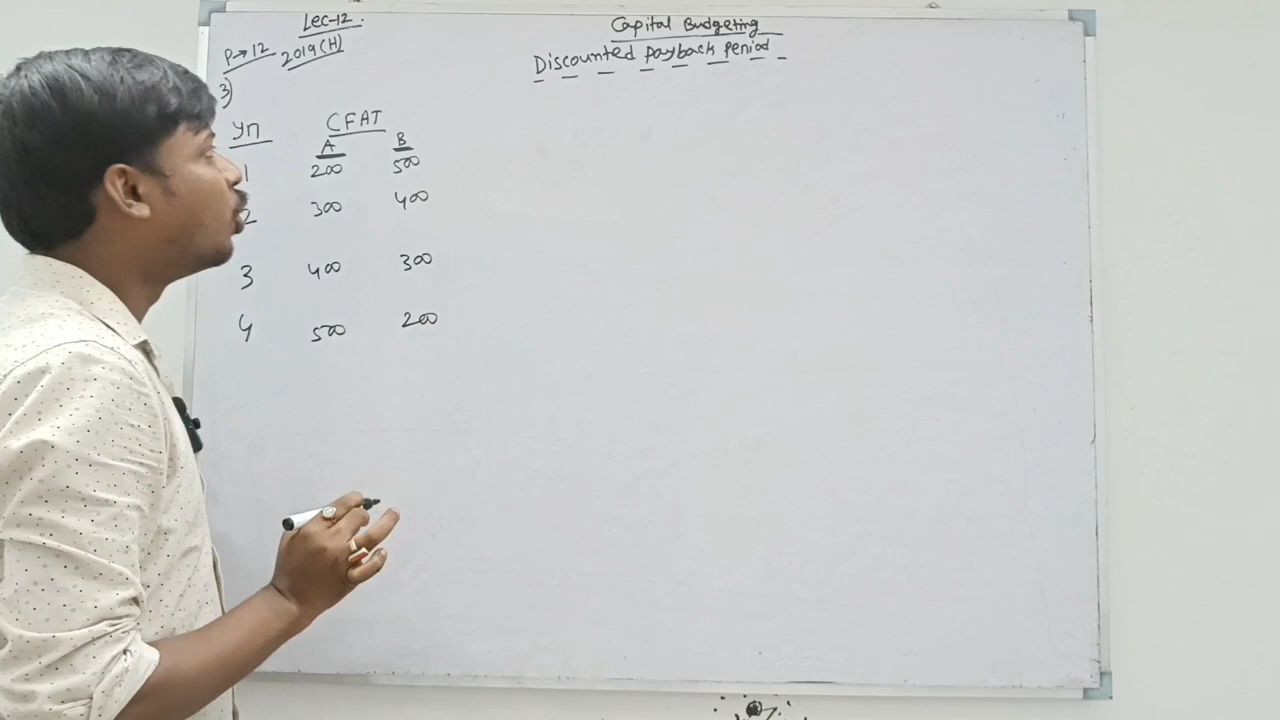 Lec-12.
Capital Budgeting
P→12 2019(H)
Discounted Payback Period
3)
Yr CFAT
A B
1 200 500
2 300 400
3 400 300
4 500 200